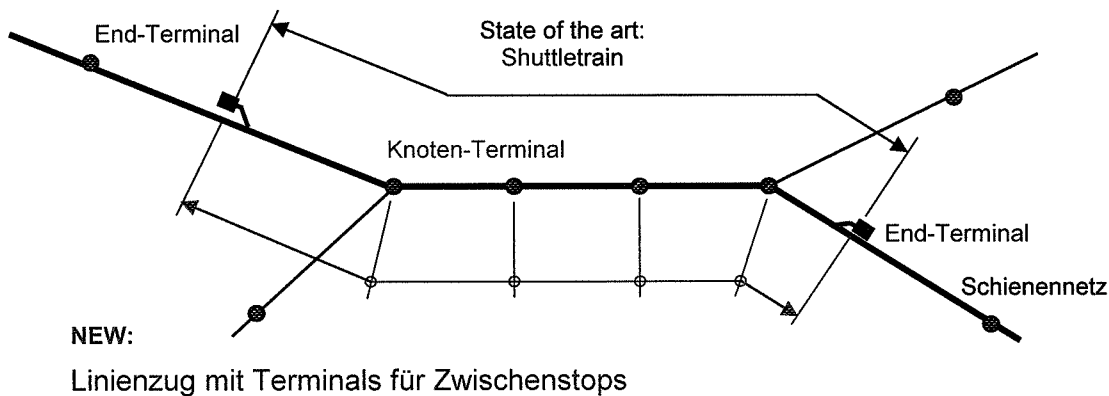 End-Terminal
State of the art:
Shuttletrain
Knoten-Terminal
End-Terminal
Schienennetz
NEW:
Linienzug mit Terminals für Zwischenstops